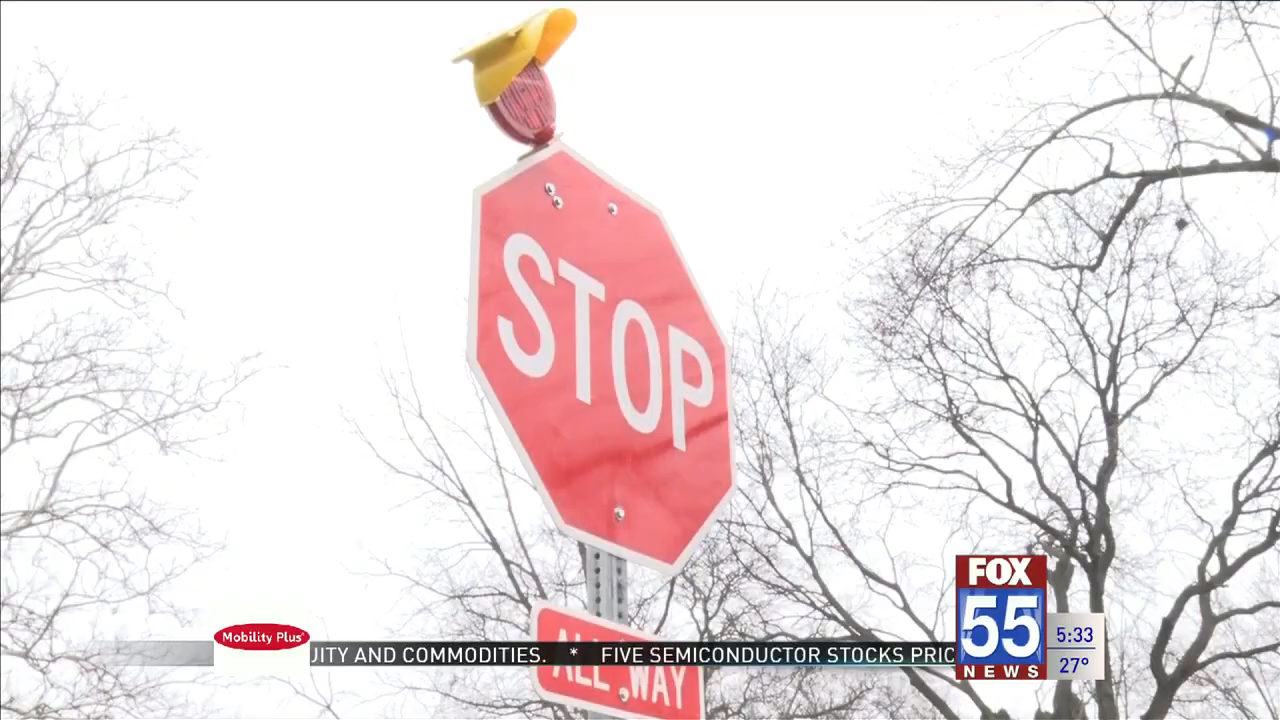 STOP
ALL WAY
Mobility Plus
UITY AND COMMODITIES. * FIVE SEMICONDUCTOR STOCKS PRIC
FOX
55
NEWS
5:33
27°